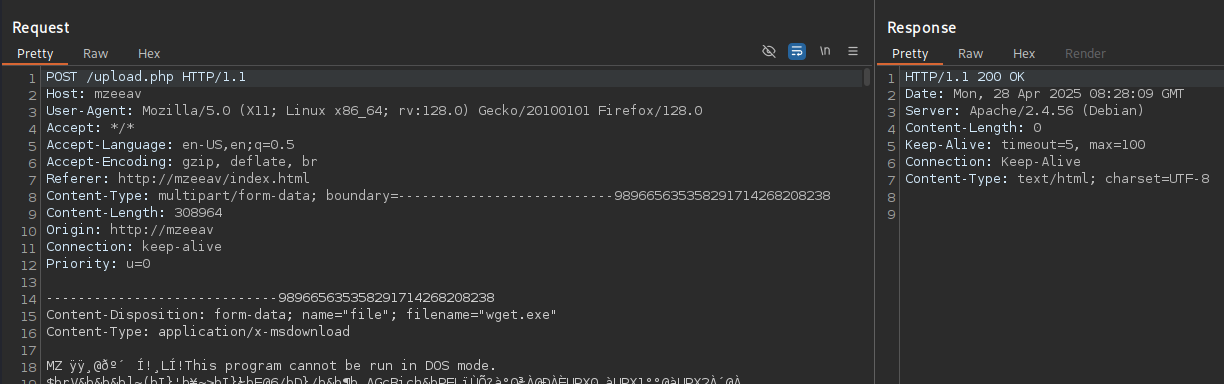 Request
Pretty Raw Hex \n
1 POST /upload.php HTTP/1.1
2 Host: mzeeav
3 User-Agent: Mozilla/5.0 (X11; Linux x86_64; rv:128.0) Gecko/20100101 Firefox/128.0
4 Accept: */*
5 Accept-Language: en-US,en;q=0.5
6 Accept-Encoding: gzip, deflate, br
7 Referer: http://mzeeav/index.html
8 Content-Type: multipart/form-data; boundary=---------------------------989665635358291714268208238
9 Content-Length: 308964
10 Origin: http://mzeeav
11 Connection: keep-alive
12 Priority: u=0
13
14 -----------------------------989665635358291714268208238
15 Content-Disposition: form-data; name="file"; filename="wget.exe"
16 Content-Type: application/x-msdownload
17
18 MZ ÿÿ¸@ðº´ Í!¸LÍ!This program cannot be run in DOS mode.
Response
Pretty Raw Hex Render
1 HTTP/1.1 200 OK
2 Date: Mon, 28 Apr 2025 08:28:09 GMT
3 Server: Apache/2.4.56 (Debian)
4 Content-Length: 0
5 Keep-Alive: timeout=5, max=100
6 Connection: Keep-Alive
7 Content-Type: text/html; charset=UTF-8
8
9